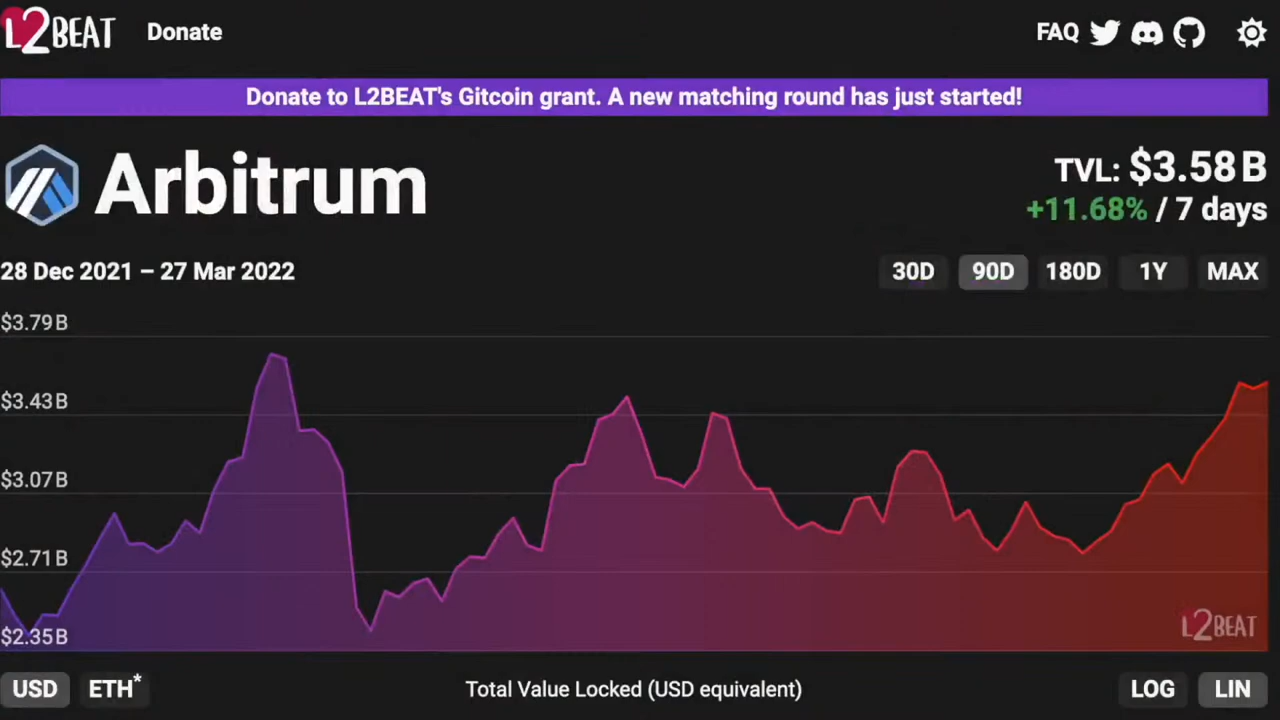 L2BEAT Donate FAQ
Donate to L2BEAT's Gitcoin grant. A new matching round has just started!
Arbitrum
TVL: $3.58 B
+11.68% / 7 days
28 Dec 2021 – 27 Mar 2022
30D 90D 180D 1Y MAX
$3.79 B
$3.43 B
$3.07 B
$2.71 B
$2.35 B
L2BEAT
USD ETH* Total Value Locked (USD equivalent) LOG LIN